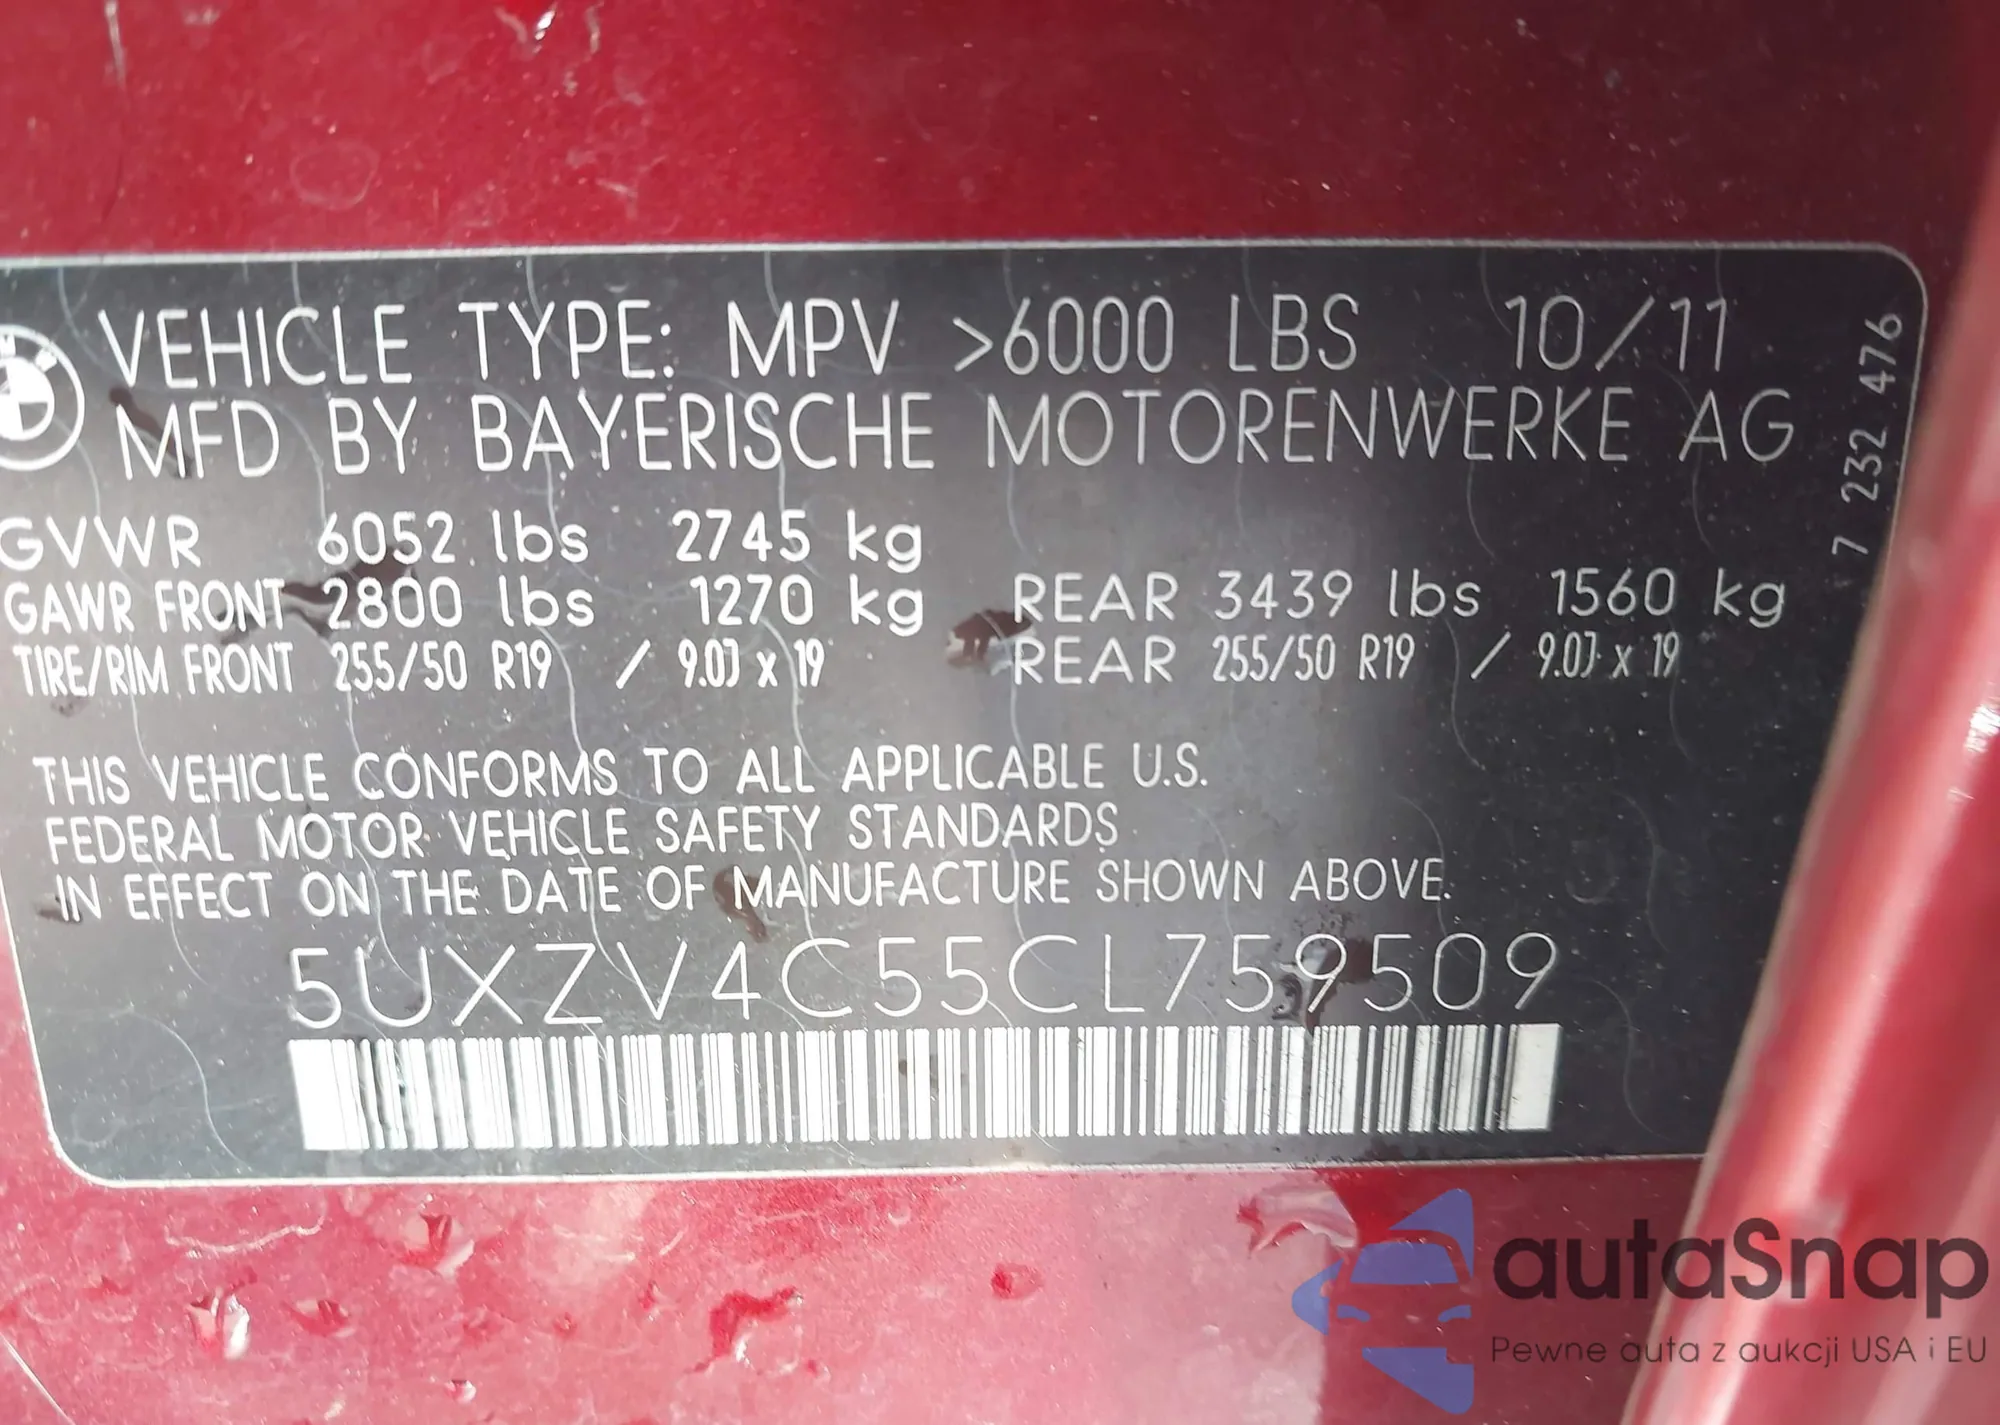 VEHICLE TYPE: MPV >6000 LBS 10/11
MFD BY BAYERISCHE MOTORENWERKE AG
GVWR 6052 lbs 2745 kg
GAWR FRONT 2800 lbs 1270 kg REAR 3439 lbs 1560 kg
TIRE/RIM FRONT 255/50 R19 / 9.0J x 19 REAR 255/50 R19 / 9.0J x 19
7 232 476
THIS VEHICLE CONFORMS TO ALL APPLICABLE U.S.
FEDERAL MOTOR VEHICLE SAFETY STANDARDS
IN EFFECT ON THE DATE OF MANUFACTURE SHOWN ABOVE.
5UXZV4C55CL759509
autaSnap
Pewne auta z aukcji USA i EU